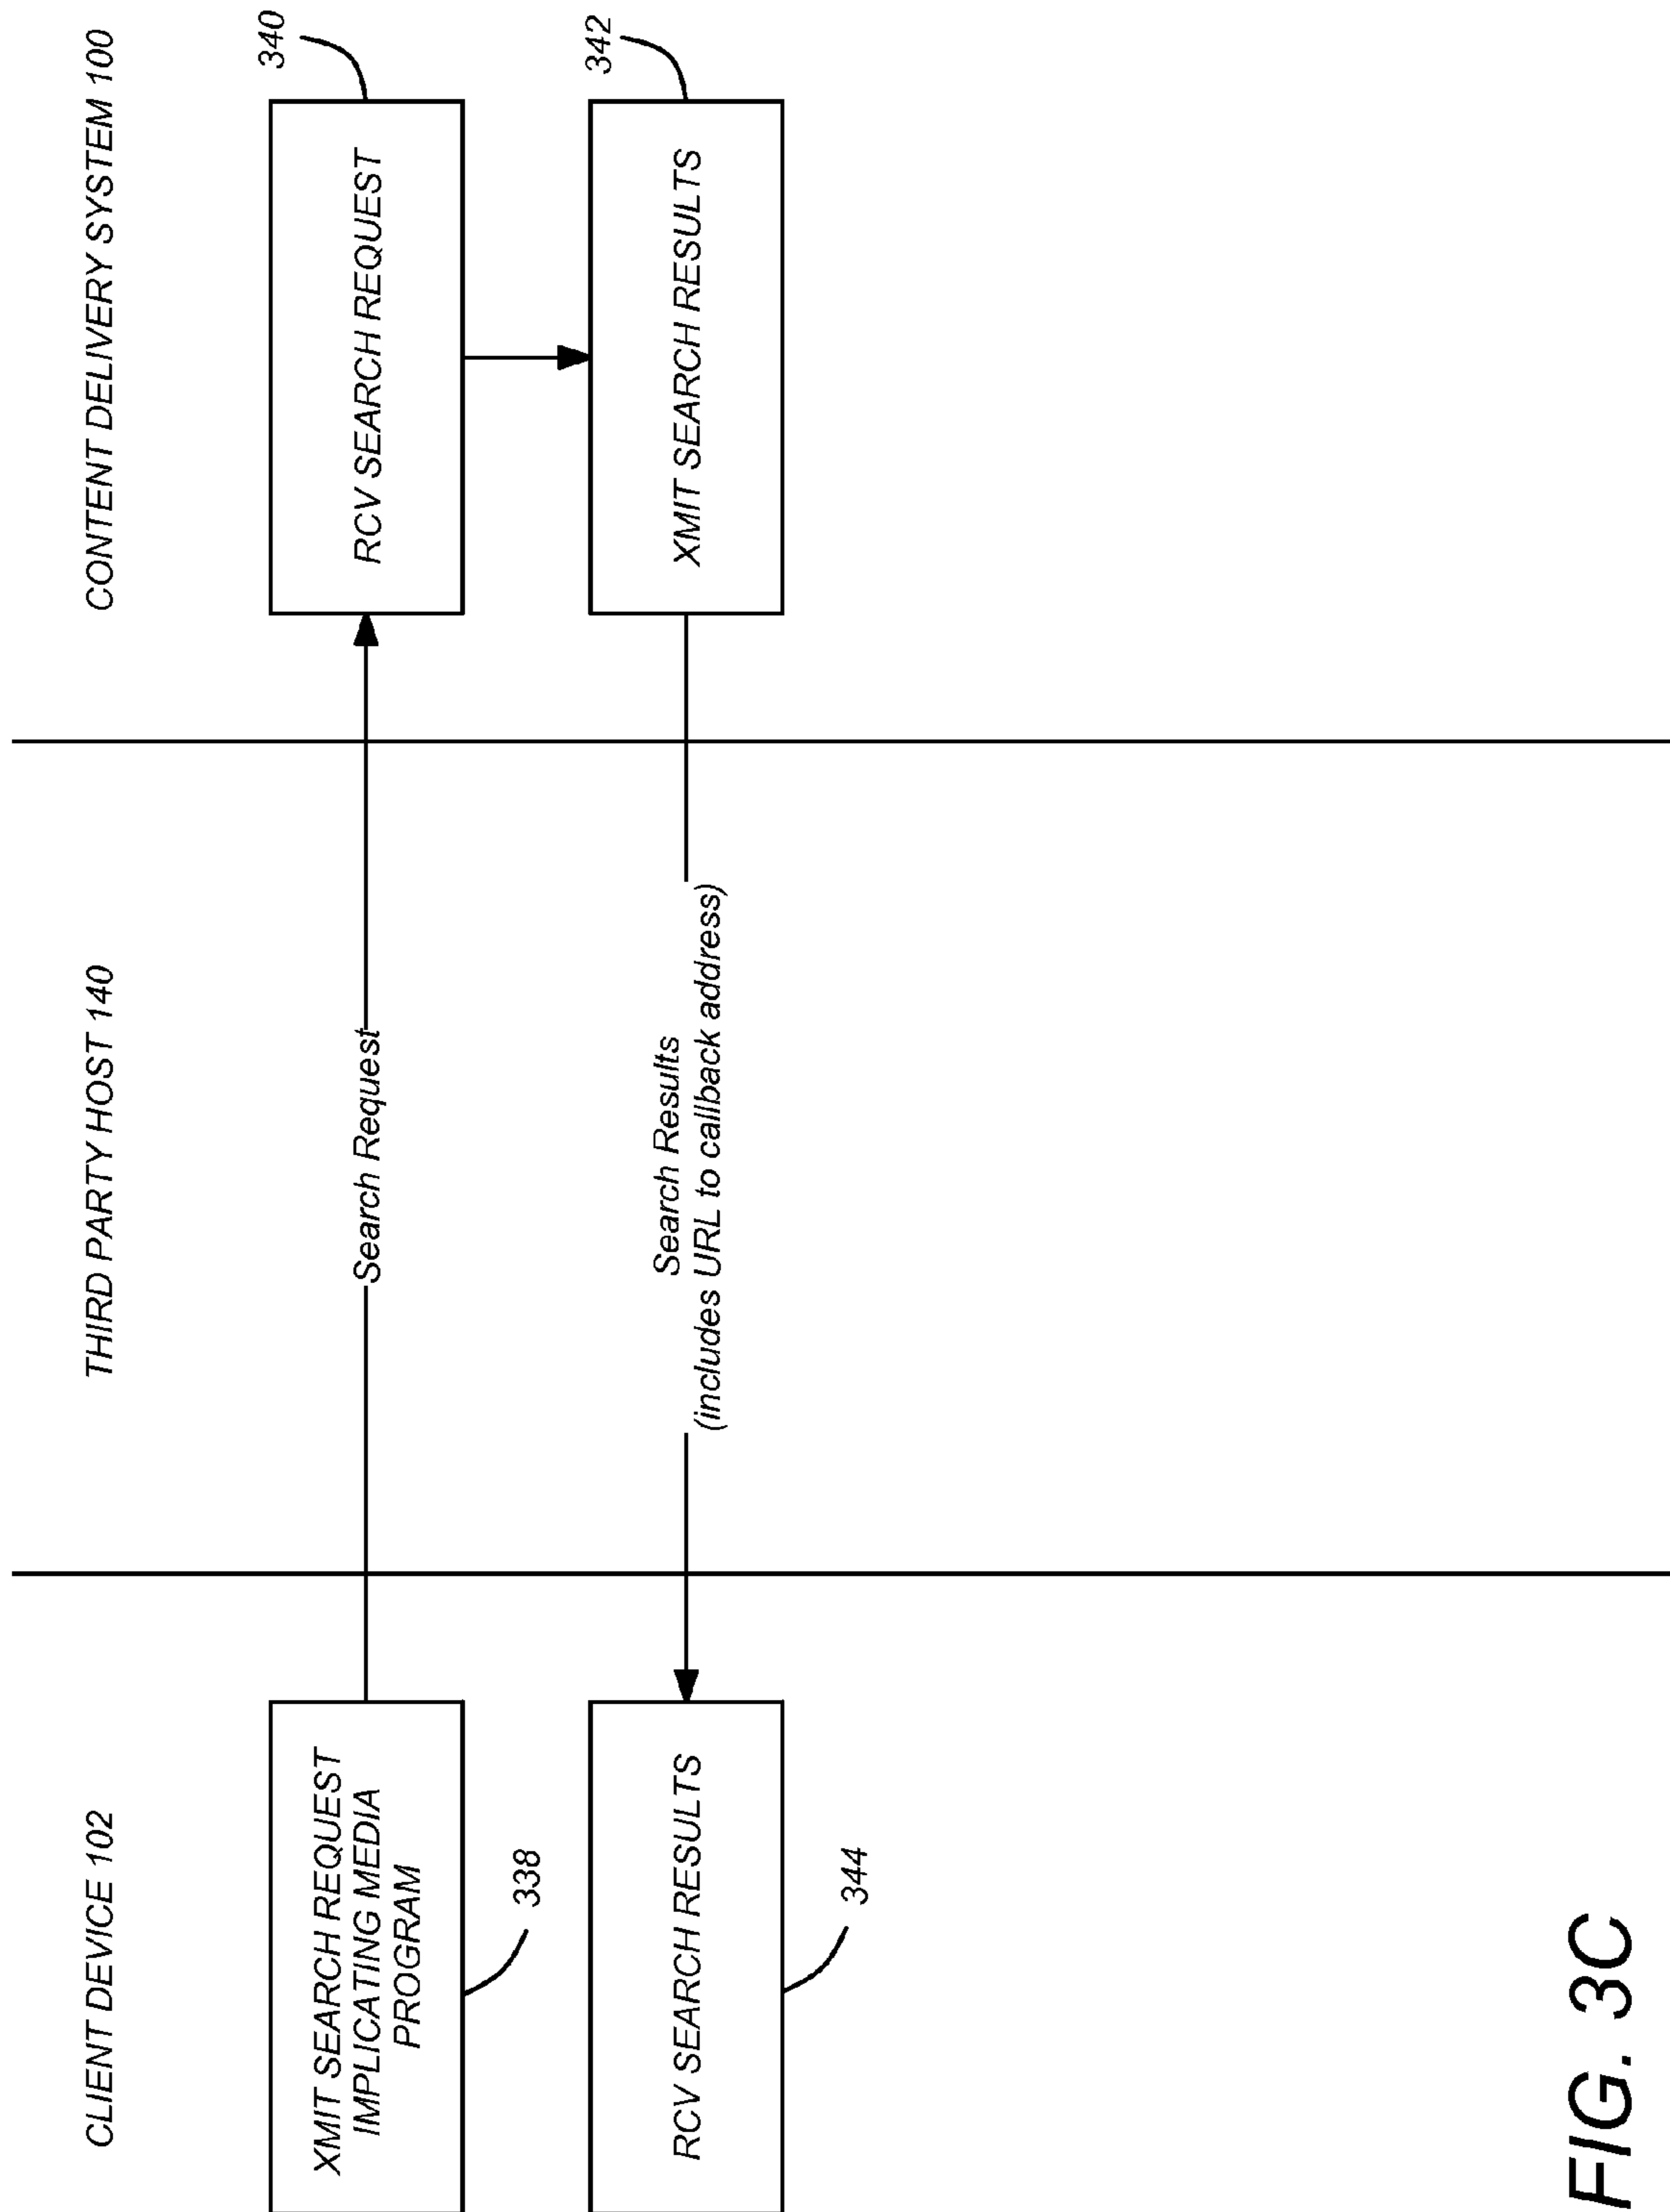 CLIENT DEVICE 102
THIRD PARTY HOST 140
CONTENT DELIVERY SYSTEM 100
XMIT SEARCH REQUEST
IMPLICATING MEDIA
PROGRAM
338
Search Request
RCV SEARCH REQUEST
340
RCV SEARCH RESULTS
344
Search Results
(includes URL to callback address)
XMIT SEARCH RESULTS
342
FIG. 3C